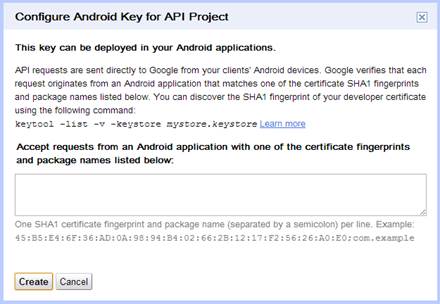 Configure Android Key for API Project
This key can be deployed in your Android applications.
API requests are sent directly to Google from your clients' Android devices. Google verifies that each
request originates from an Android application that matches one of the certificate SHA1 fingerprints
and package names listed below. You can discover the SHA1 fingerprint of your developer certificate
using the following command:
keytool -list -v -keystore mystore.keystore Learn more
Accept requests from an Android application with one of the certificate fingerprints
and package names listed below:
One SHA1 certificate fingerprint and package name (separated by a semicolon) per line. Example:
45:B5:E4:6F:36:AD:0A:98:94:B4:02:66:2B:12:17:F2:56:26:A0:E0;com.example
Create Cancel